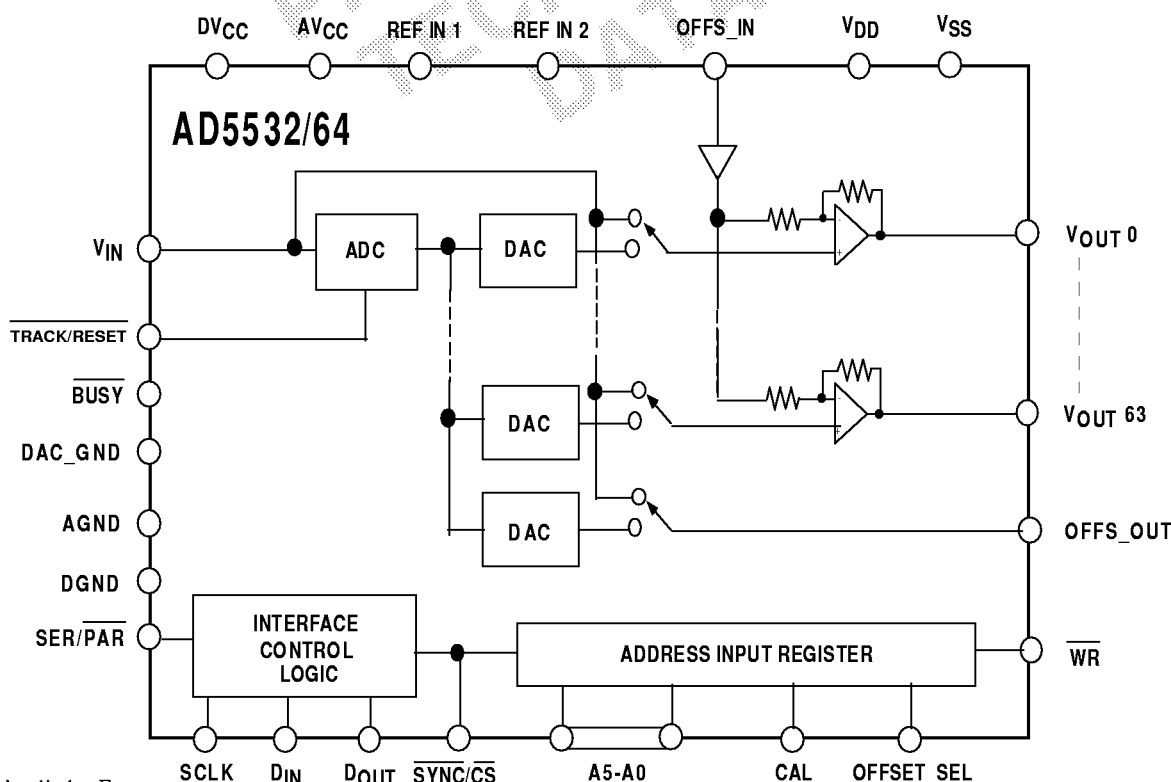 DVCC AVCC REF IN 1 REF IN 2 OFFS_IN VDD VSS
AD5532/64
VIN
ADC
DAC
VOUT 0
TRACK/RESET
BUSY
DAC
VOUT 63
DAC_GND
AGND
DAC
OFFS_OUT
DGND
SER/PAR
INTERFACE
CONTROL
LOGIC
ADDRESS INPUT REGISTER
WR
SCLK DIN DOUT SYNC/CS A5-A0 CAL OFFSET SEL